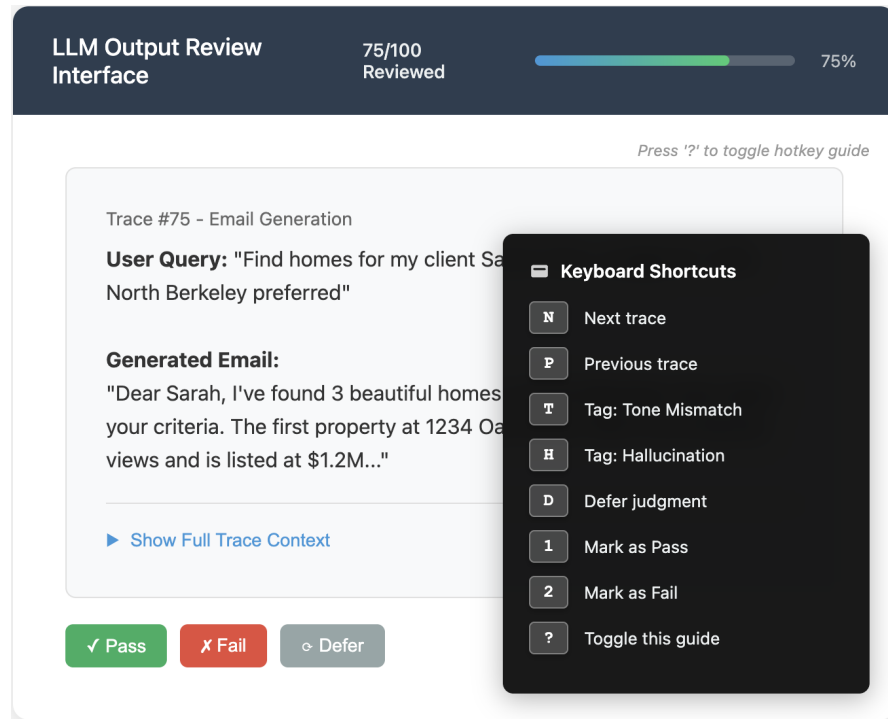 LLM Output Review
Interface
75/100
Reviewed
75%
Press '?' to toggle hotkey guide
Trace #75 - Email Generation
User Query: "Find homes for my client Sa
North Berkeley preferred"
Generated Email:
"Dear Sarah, I've found 3 beautiful homes
your criteria. The first property at 1234 Oa
views and is listed at $1.2M..."
▶ Show Full Trace Context
✓ Pass
✗ Fail
⟳ Defer
Keyboard Shortcuts
N Next trace
P Previous trace
T Tag: Tone Mismatch
H Tag: Hallucination
D Defer judgment
1 Mark as Pass
2 Mark as Fail
? Toggle this guide